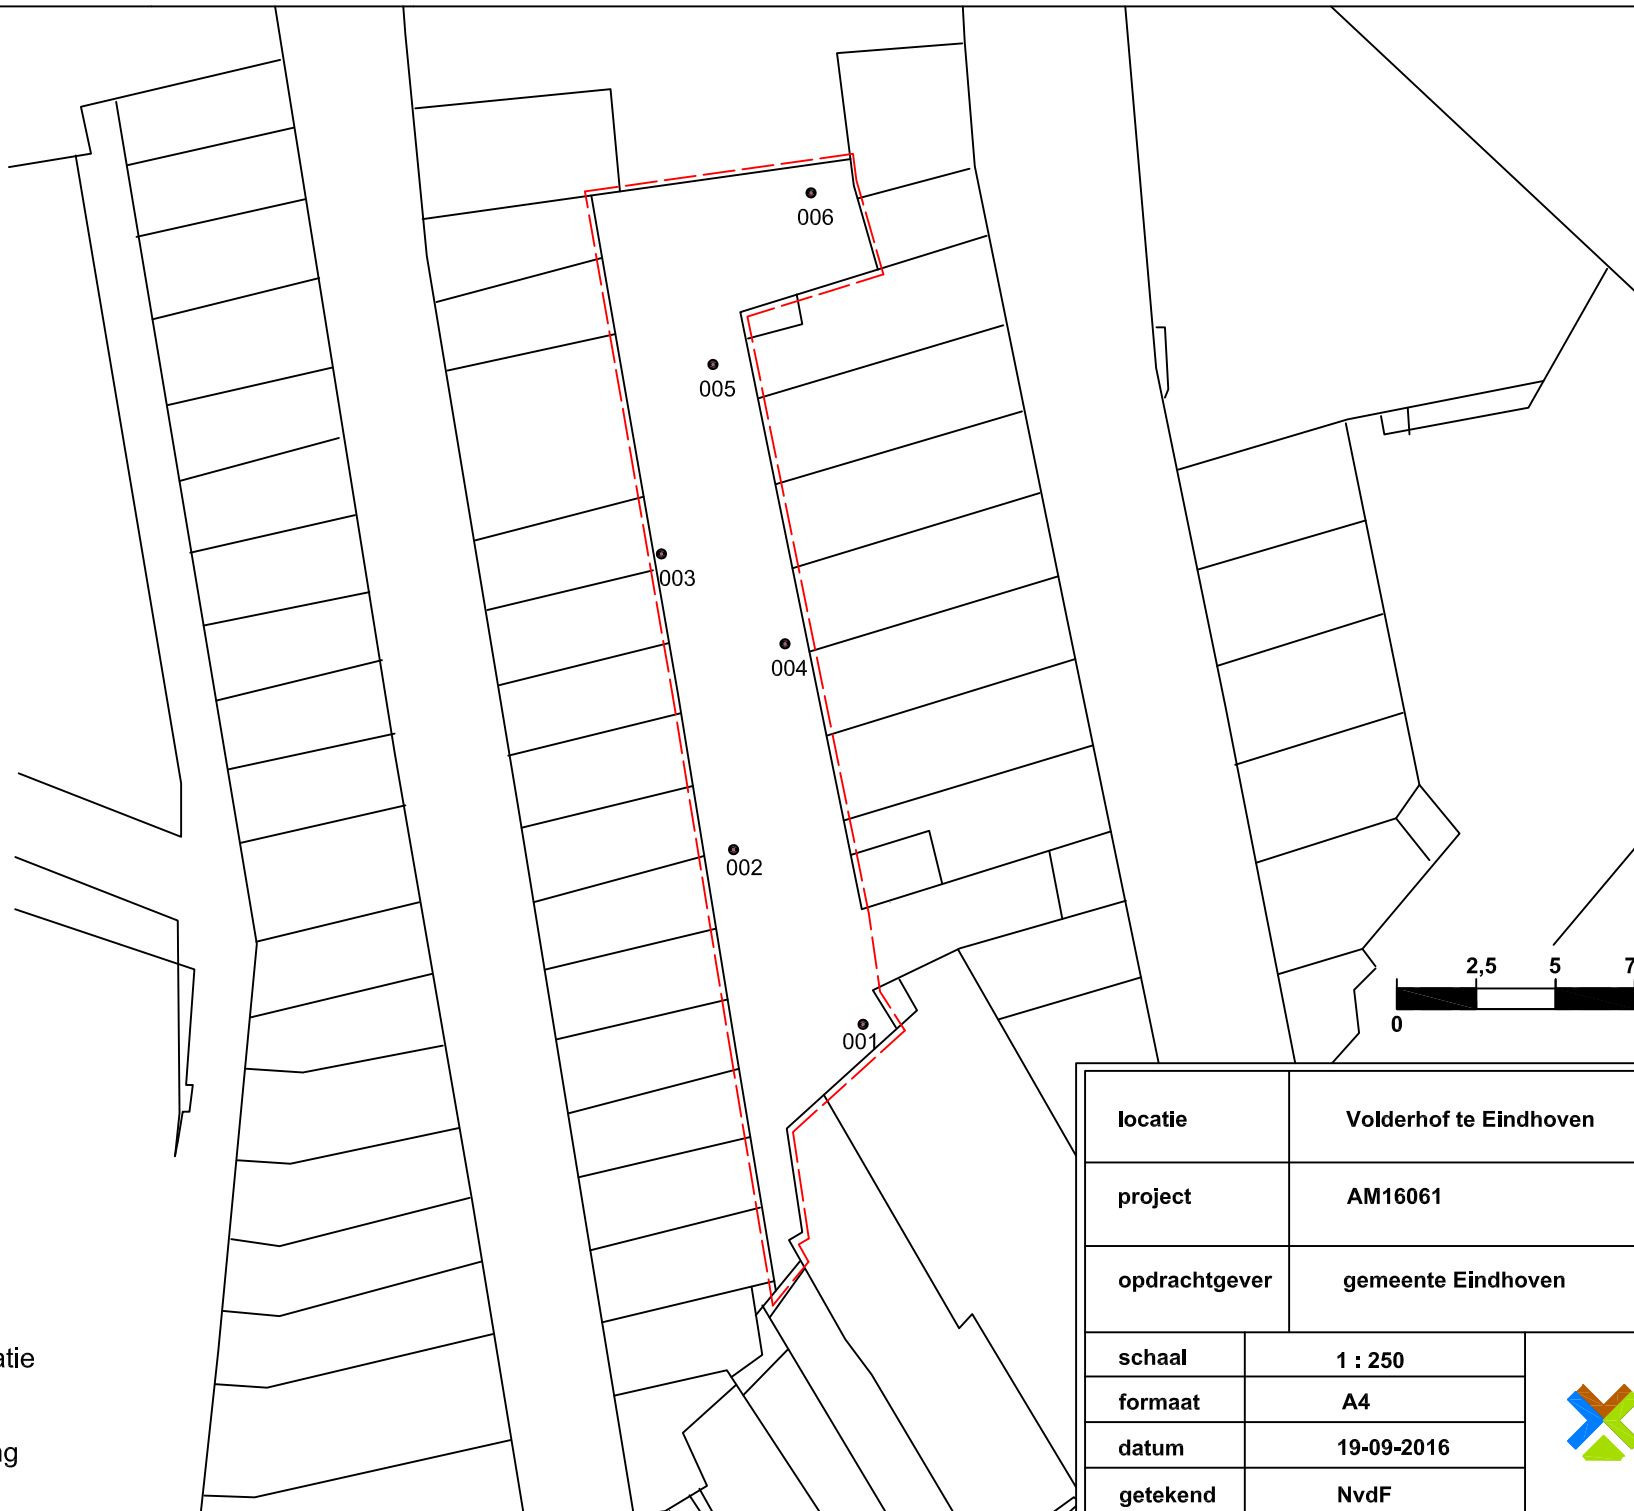 006
005
003
004
002
001
2,5 5
0
locatie Volderhof te Eindhoven
project AM16061
opdrachtgever gemeente Eindhoven
schaal 1 : 250
formaat A4
datum 19-09-2016
getekend NvdF